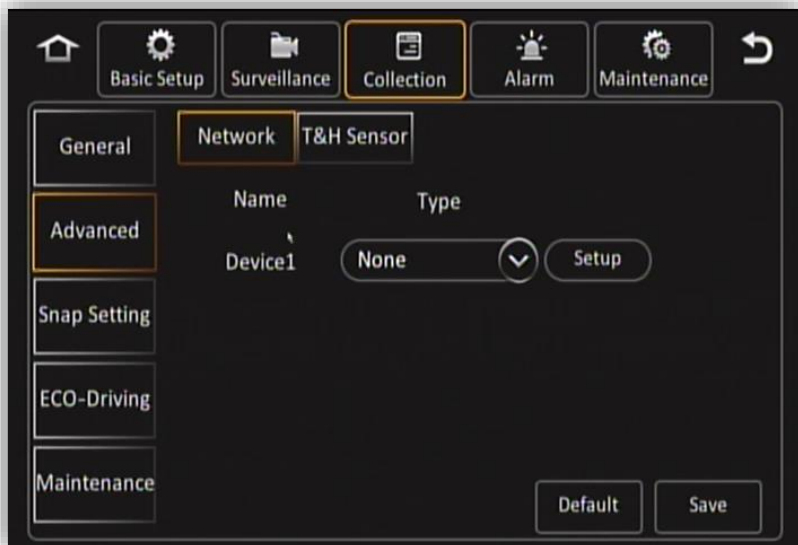 Basic Setup
Surveillance
Collection
Alarm
Maintenance
General
Advanced
Snap Setting
ECO-Driving
Maintenance
Network
T&H Sensor
Name
Type
Device1
None
Setup
Default
Save